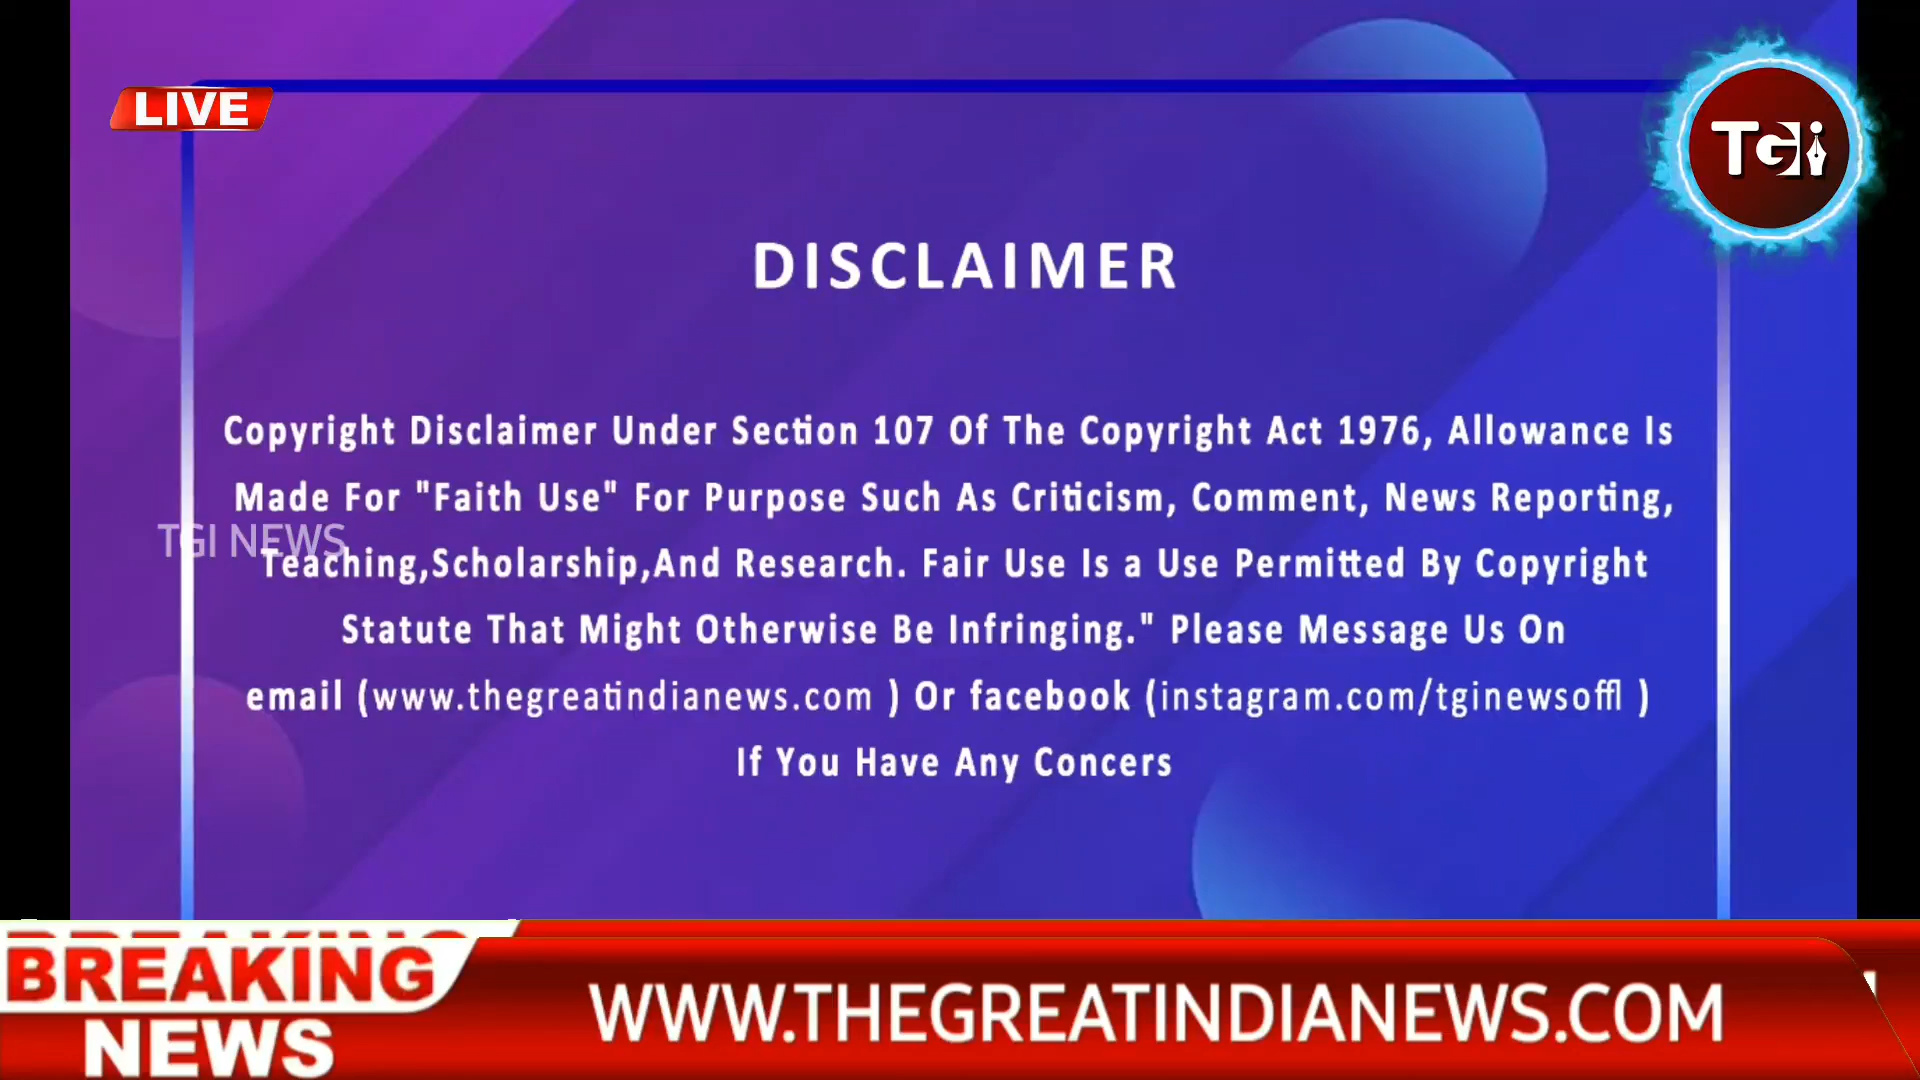 LIVE
TGi
DISCLAIMER
Copyright Disclaimer Under Section 107 Of The Copyright Act 1976, Allowance Is
Made For "Faith Use" For Purpose Such As Criticism, Comment, News Reporting,
TGI NEWS
Teaching,Scholarship,And Research. Fair Use Is a Use Permitted By Copyright
Statute That Might Otherwise Be Infringing." Please Message Us On
email (www.thegreatindianews.com ) Or facebook (instagram.com/tginewsoffl )
If You Have Any Concers
BREAKING
NEWS
WWW.THEGREATINDIANEWS.COM